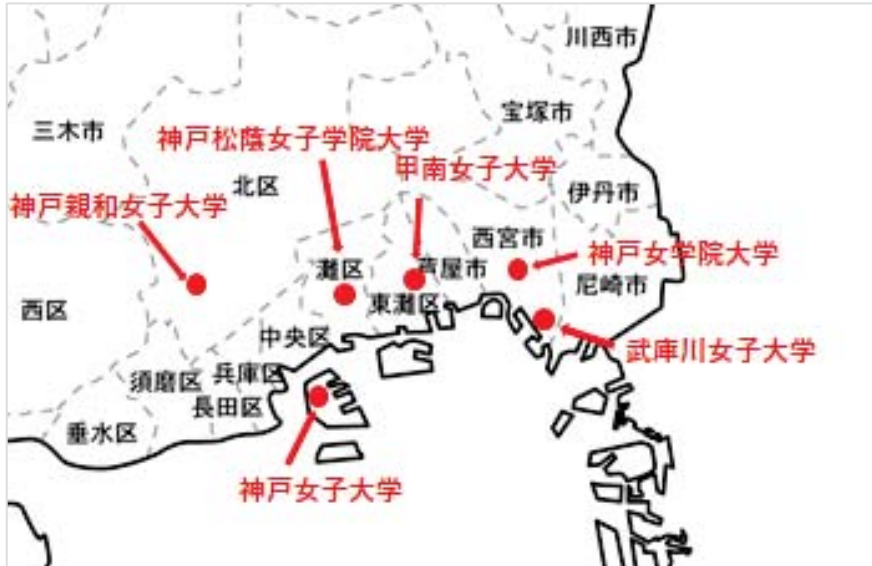 川西市
宝塚市
三木市
神戸松蔭女子学院大学
甲南女子大学
北区
伊丹市
神戸親和女子大学
西宮市
神戸女学院大学
灘区
芦屋市
尼崎市
西区
東灘区
中央区
武庫川女子大学
兵庫区
須磨区
長田区
垂水区
神戸女子大学